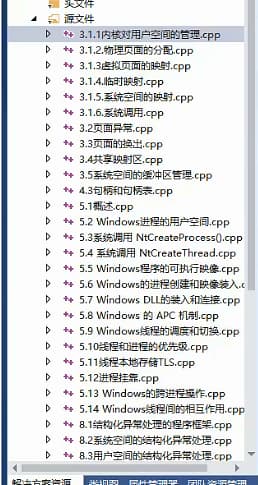 头文件
源文件
3.1.1内核对用户空间的管理.cpp
3.1.2.物理页面的分配.cpp
3.1.3虚拟页面的映射.cpp
3.1.4.临时映射.cpp
3.1.5.系统空间的映射.cpp
3.1.6.系统调用.cpp
3.2页面异常.cpp
3.3页面的换出.cpp
3.4共享映射区.cpp
3.5系统空间的缓冲区管理.cpp
4.3句柄和句柄表.cpp
5.1概述.cpp
5.2 Windows进程的用户空间.cpp
5.3系统调用 NtCreateProcess().cpp
5.4 系统调用 NtCreateThread.cpp
5.5 Windows程序的可执行映像.cpp
5.6 Windows的进程创建和映像装入.c
5.7 Windows DLL的装入和连接.cpp
5.8 Windows 的 APC 机制.cpp
5.9 Windows线程的调度和切换.cpp
5.10线程和进程的优先级.cpp
5.11线程本地存储TLS.cpp
5.12进程挂靠.cpp
5.13 Windows的跨进程操作.cpp
5.14 Windows线程间的相互作用.cpp
8.1结构化异常处理的程序框架.cpp
8.2系统空间的结构化异常处理.cpp
8.3用户空间的结构化异常处理.cpp
解决方案资源 类视图 属性管理器 团队资源管理